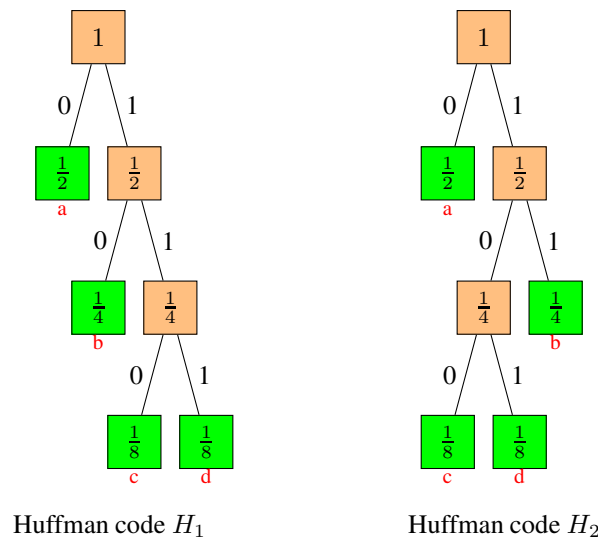 1 1
0 1 0 1
1/2 1/2 1/2 1/2
a a
0 1 0 1
1/4 1/4 1/4 1/4
b b
0 1 0 1
1/8 1/8 1/8 1/8
c d c d
Huffman code H₁ Huffman code H₂